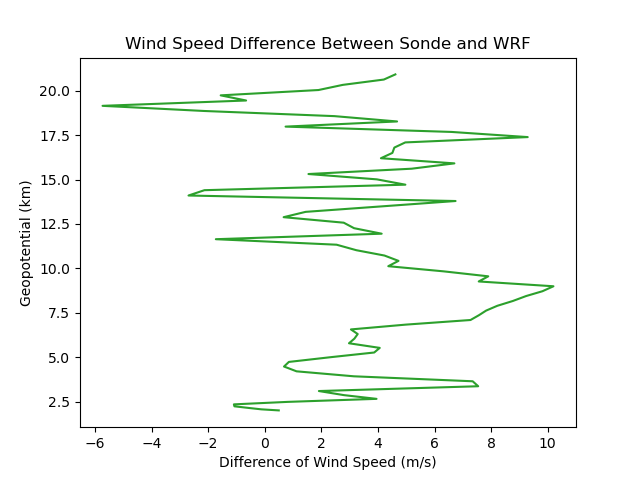 Wind Speed Difference Between Sonde and WRF
20.0
17.5
15.0
12.5
10.0
7.5
5.0
2.5
Geopotential (km)
−6 −4 −2 0 2 4 6 8 10
Difference of Wind Speed (m/s)